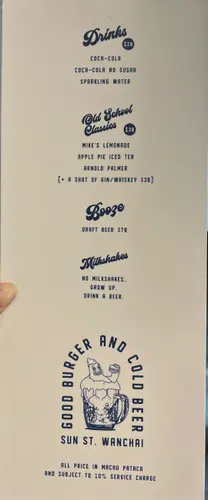 Drinks $20
COCA-COLA
COCA-COLA NO SUGAR
SPARKLING WATER
Old School
Classics $30
MIKE'S LEMONADE
APPLE PIE ICED TEA
ARNOLD PALMER
[+ A SHOT OF GIN/WHISKEY $30]
Booze
DRAFT BEER $70
Milkshakes
NO MILKSHAKES.
GROW UP.
DRINK A BEER.
GOOD BURGER AND COLD BEER
SUN ST. WANCHAI
ALL PRICE IN MACAU PATACA
AND SUBJECT TO 10% SERVICE CHARGE